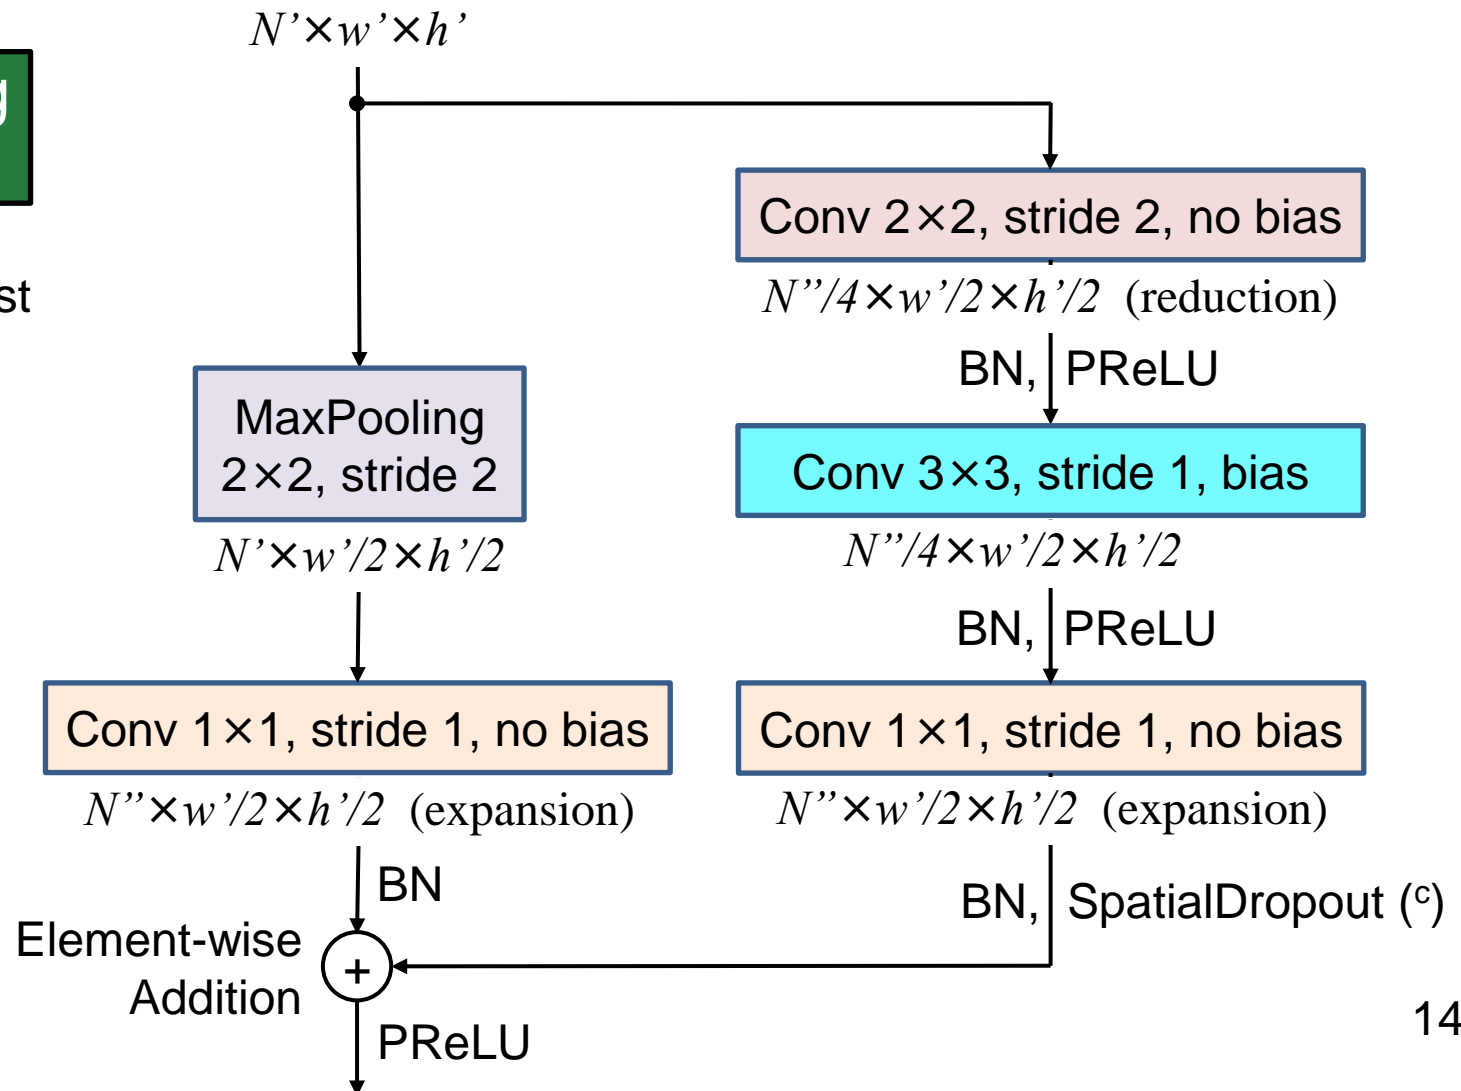 N’×w’×h’
g
st
Conv 2×2, stride 2, no bias
N”/4×w’/2×h’/2 (reduction)
BN, PReLU
MaxPooling
2×2, stride 2
N’×w’/2×h’/2
Conv 3×3, stride 1, bias
N”/4×w’/2×h’/2
BN, PReLU
Conv 1×1, stride 1, no bias
N”×w’/2×h’/2 (expansion)
BN
Conv 1×1, stride 1, no bias
N”×w’/2×h’/2 (expansion)
BN, SpatialDropout (ᶜ)
Element-wise
Addition
+
PReLU
14